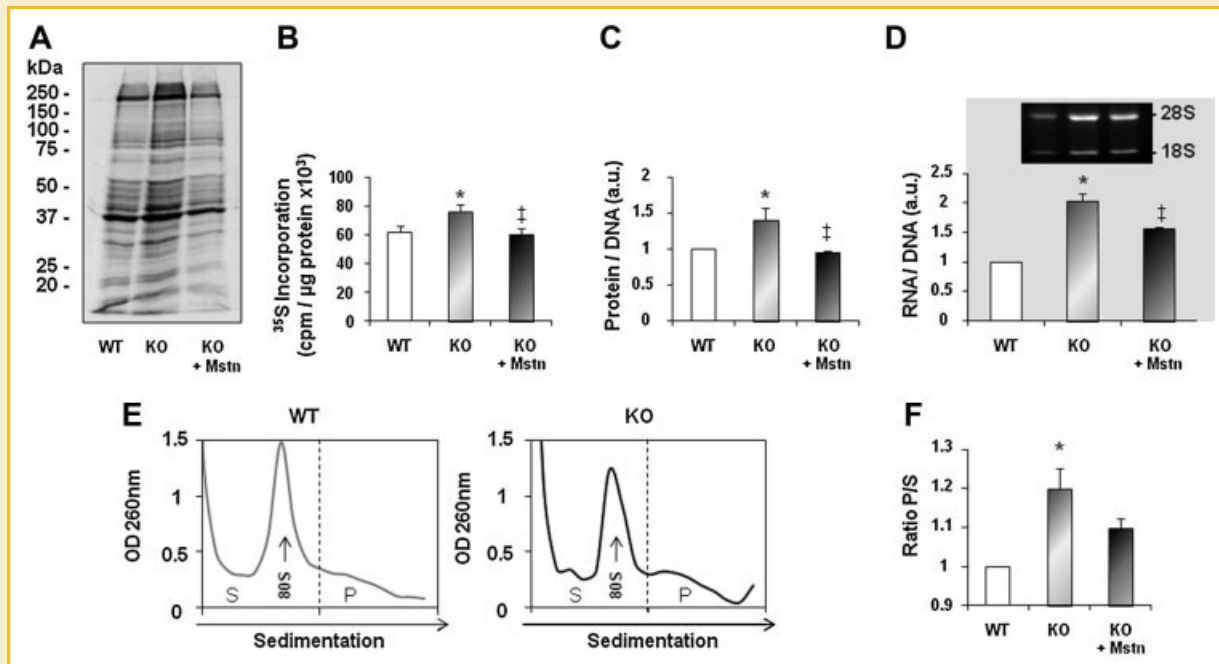 A
kDa
250 -
150 -
100 -
75 -
50 -
37 -
25 -
20 -
WT KO KO
+ Mstn
B
³⁵S Incorporation
(cpm / µg protein x10³)
100
80
60
40
20
0
*
‡
WT KO KO
+ Mstn
C
Protein / DNA (a.u.)
2
1.5
1
0.5
0
*
‡
WT KO KO
+ Mstn
D
- 28S
- 18S
RNA/ DNA (a.u.)
2.5
2
1.5
1
0.5
0
*
‡
WT KO KO
+ Mstn
E
WT
OD 260nm
1.5
1
0.5
0
S 80S P
Sedimentation
KO
OD 260nm
1.5
1
0.5
0
S 80S P
Sedimentation
F
Ratio P/S
1.3
1.2
1.1
1
0.9
*
WT KO KO
+ Mstn